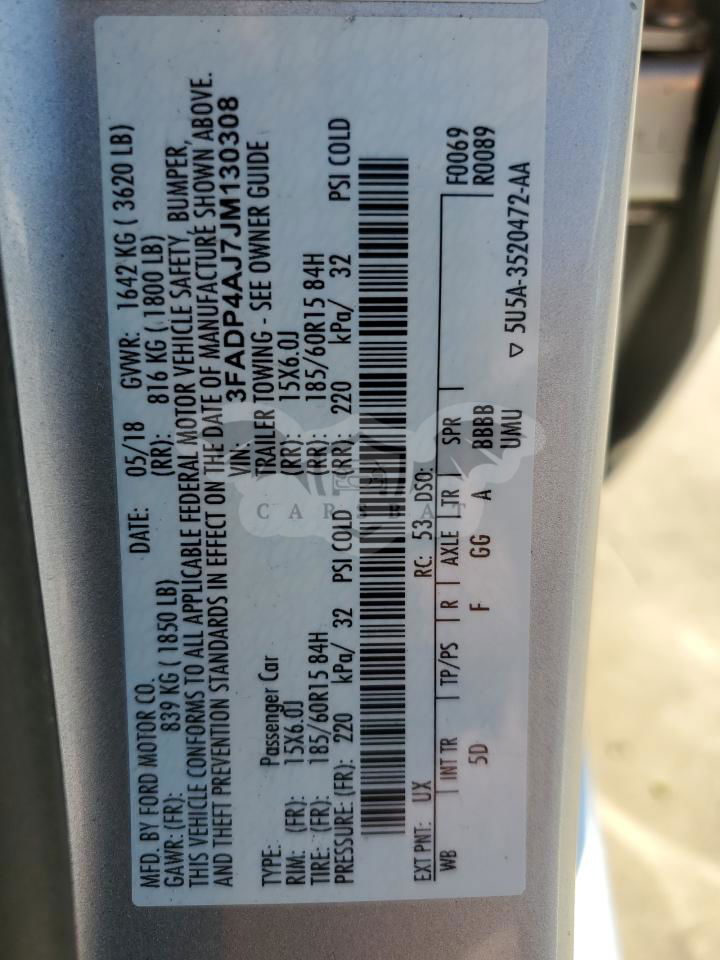 MFD. BY FORD MOTOR CO. DATE: 05/18 GVWR: 1642 KG ( 3620 LB)
GAWR: (FR): 839 KG ( 1850 LB) (RR): 816 KG ( 1800 LB)
THIS VEHICLE CONFORMS TO ALL APPLICABLE FEDERAL MOTOR VEHICLE SAFETY, BUMPER,
AND THEFT PREVENTION STANDARDS IN EFFECT ON THE DATE OF MANUFACTURE SHOWN ABOVE.
VIN: 3FADP4AJ7JM130308
TYPE: Passenger Car TRAILER TOWING - SEE OWNER GUIDE
RIM: (FR): 15X6.0J (RR): 15X6.0J
TIRE: (FR): 185/60R15 84H (RR): 185/60R15 84H
PRESSURE: (FR): 220 kPa/ 32 PSI COLD (RR): 220 kPa/ 32 PSI COLD
EXT PNT: UX RC: 53 DSO: F0069
WB INT TR TP/PS R AXLE TR SPR R0089
5D F GG A BBBB
UMU
▽ 5U5A-3520472-AA
CARSBAT